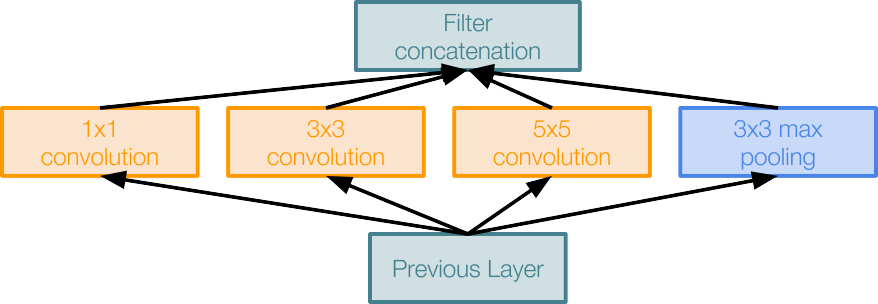 Filter
concatenation
1x1
convolution
3x3
convolution
5x5
convolution
3x3 max
pooling
Previous Layer